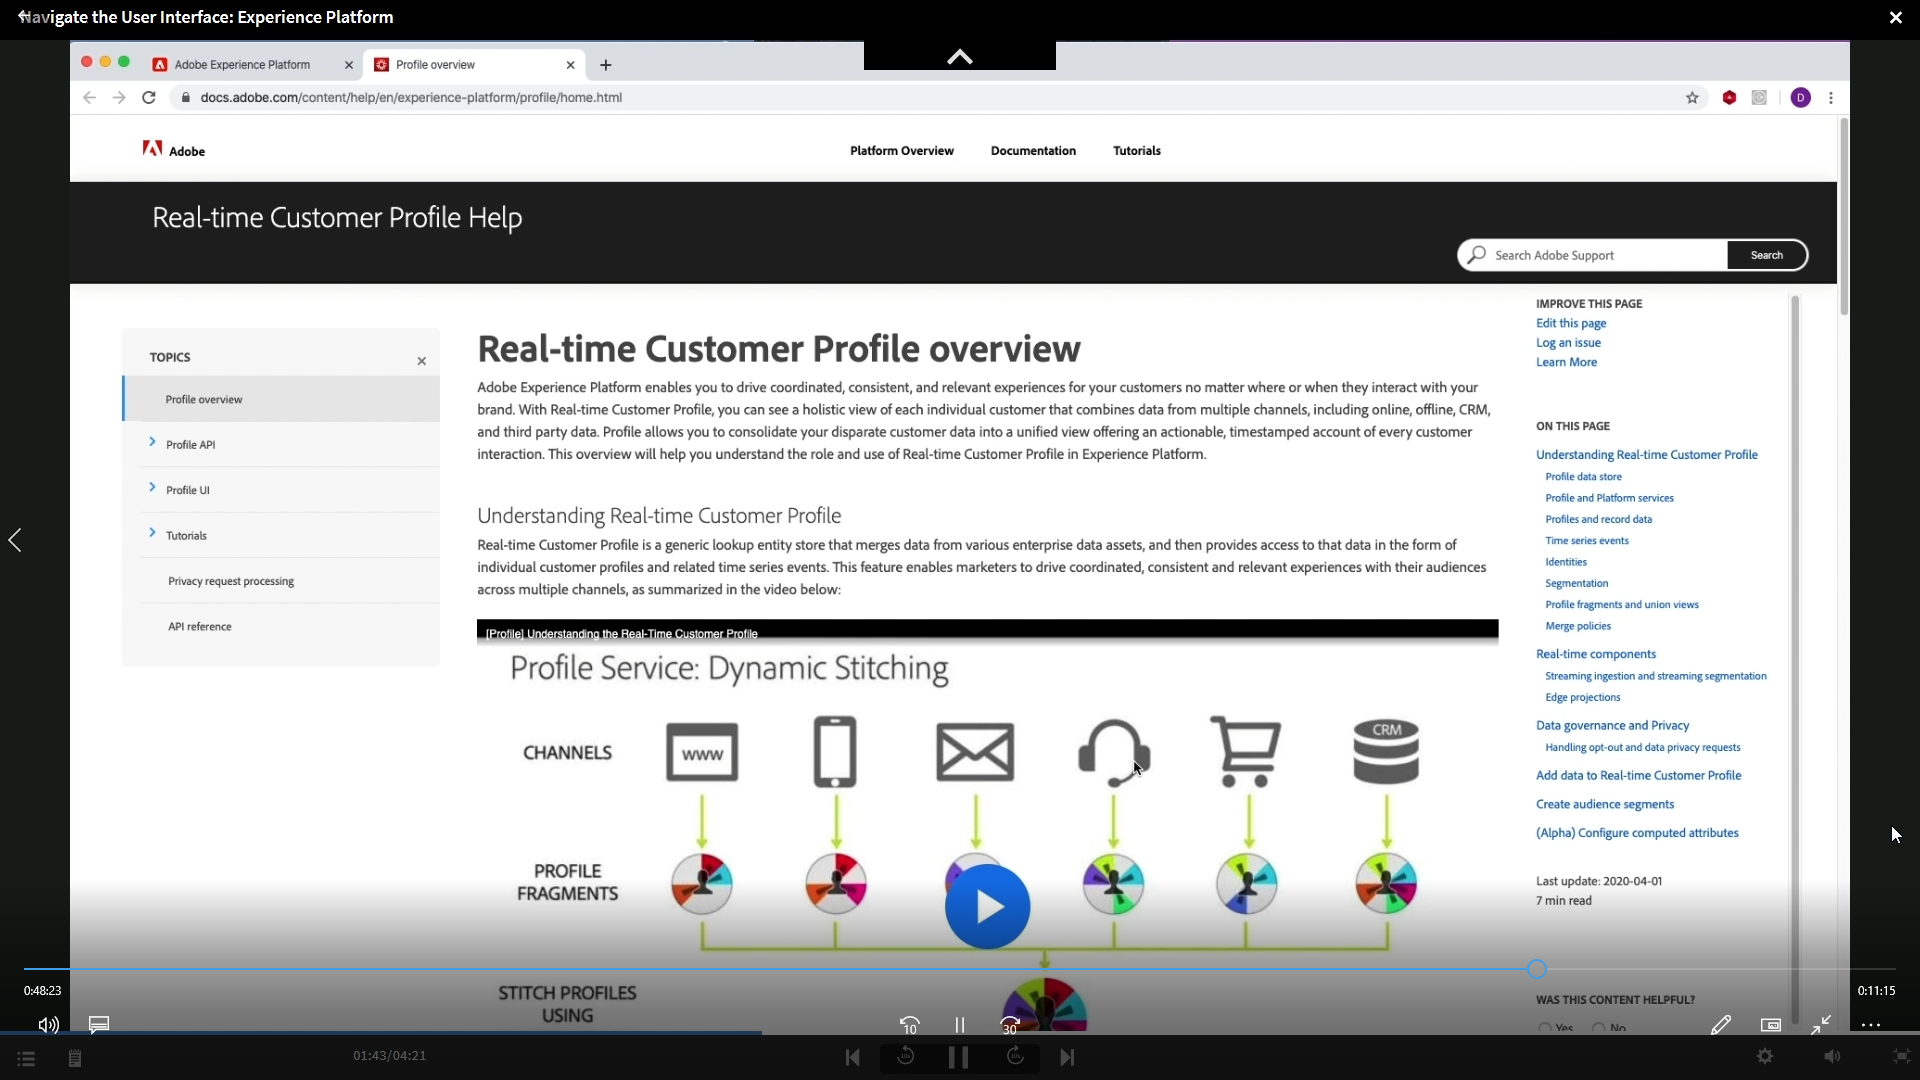 Navigate the User Interface: Experience Platform
Adobe Experience Platform
Profile overview
docs.adobe.com/content/help/en/experience-platform/profile/home.html
D
Adobe
Platform Overview
Documentation
Tutorials
Real-time Customer Profile Help
Search Adobe Support
Search
TOPICS
Profile overview
Profile API
Profile UI
Tutorials
Privacy request processing
API reference
Real-time Customer Profile overview
Adobe Experience Platform enables you to drive coordinated, consistent, and relevant experiences for your customers no matter where or when they interact with your
brand. With Real-time Customer Profile, you can see a holistic view of each individual customer that combines data from multiple channels, including online, offline, CRM,
and third party data. Profile allows you to consolidate your disparate customer data into a unified view offering an actionable, timestamped account of every customer
interaction. This overview will help you understand the role and use of Real-time Customer Profile in Experience Platform.
Understanding Real-time Customer Profile
Real-time Customer Profile is a generic lookup entity store that merges data from various enterprise data assets, and then provides access to that data in the form of
individual customer profiles and related time series events. This feature enables marketers to drive coordinated, consistent and relevant experiences with their audiences
across multiple channels, as summarized in the video below:
[Profile] Understanding the Real-Time Customer Profile
Profile Service: Dynamic Stitching
CHANNELS
www
CRM
PROFILE
FRAGMENTS
STITCH PROFILES
USING
IMPROVE THIS PAGE
Edit this page
Log an issue
Learn More
ON THIS PAGE
Understanding Real-time Customer Profile
Profile data store
Profile and Platform services
Profiles and record data
Time series events
Identities
Segmentation
Profile fragments and union views
Merge policies
Real-time components
Streaming ingestion and streaming segmentation
Edge projections
Data governance and Privacy
Handling opt-out and data privacy requests
Add data to Real-time Customer Profile
Create audience segments
(Alpha) Configure computed attributes
Last update: 2020-04-01
7 min read
WAS THIS CONTENT HELPFUL?
Yes
No
0:48:23
0:11:15
10
30
01:43/04:21
10s
10s